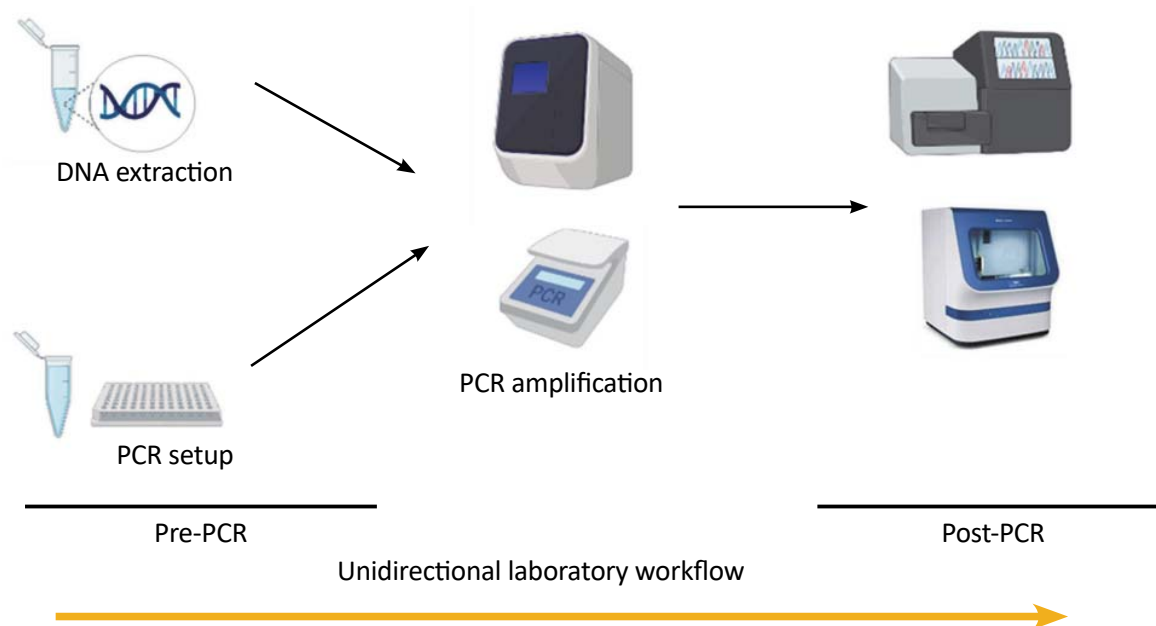 DNA extraction
PCR
PCR amplification
PCR setup
Pre-PCR
Post-PCR
Unidirectional laboratory workflow